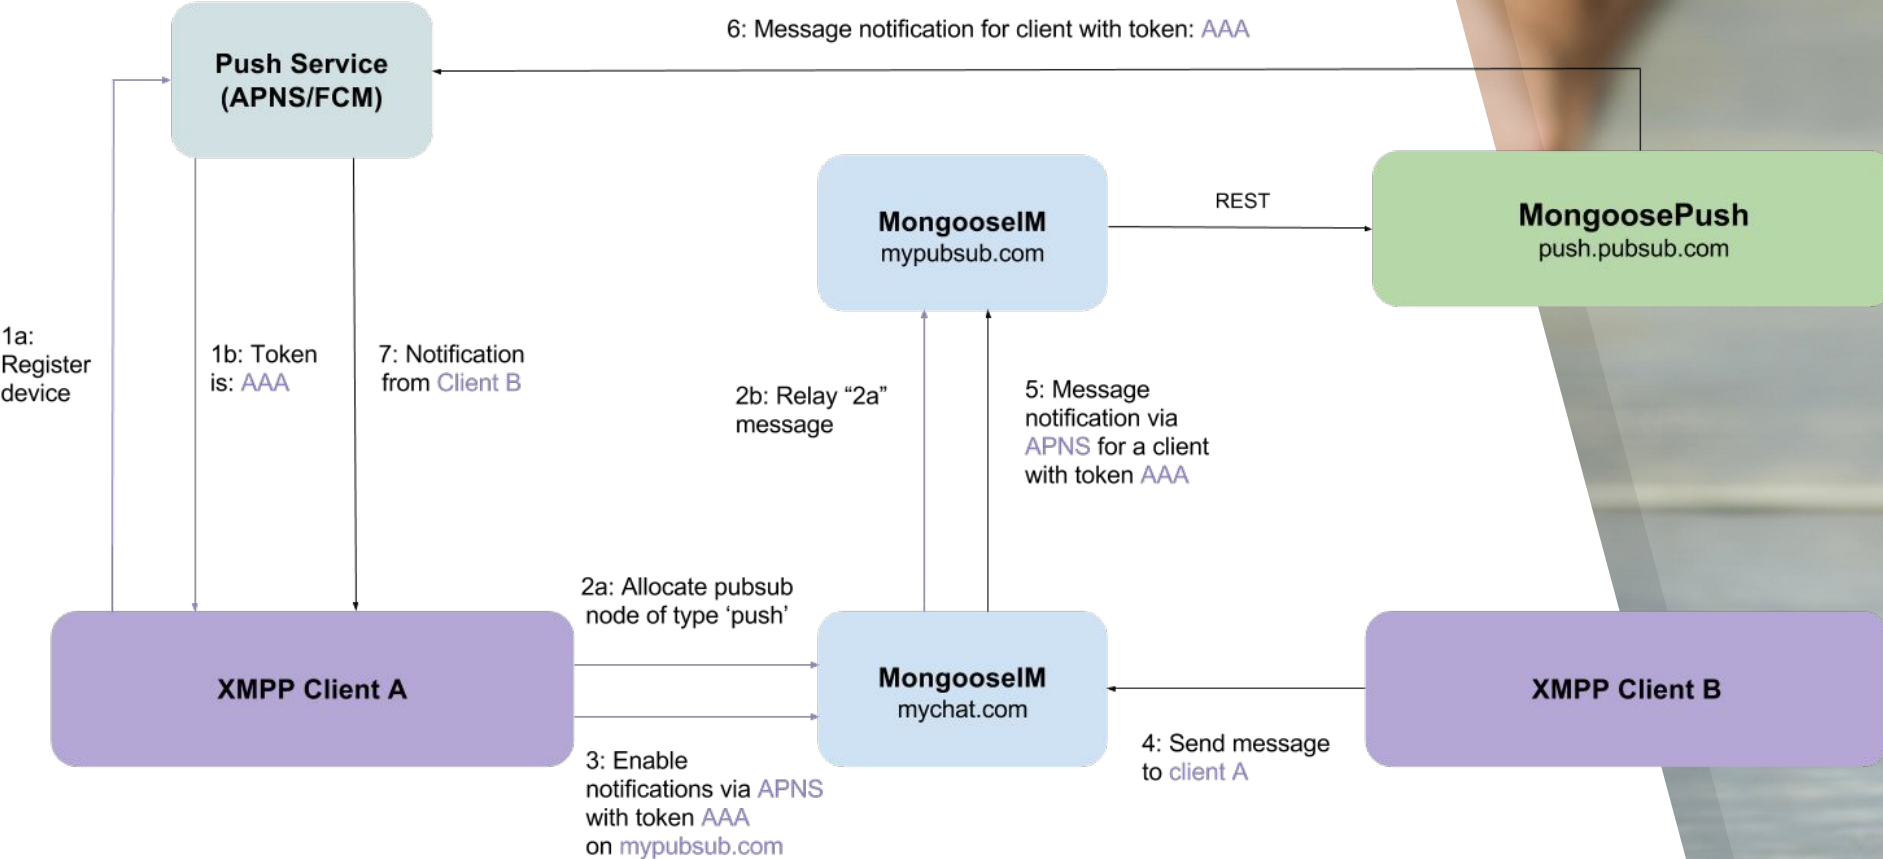 6: Message notification for client with token: AAA
Push Service
(APNS/FCM)
MongooseIM
mypubsub.com
REST
MongoosePush
push.pubsub.com
1a:
Register
device
1b: Token
is: AAA
7: Notification
from Client B
2b: Relay “2a”
message
5: Message
notification via
APNS for a client
with token AAA
2a: Allocate pubsub
node of type ‘push’
XMPP Client A
MongooseIM
mychat.com
XMPP Client B
3: Enable
notifications via APNS
with token AAA
on mypubsub.com
4: Send message
to client A